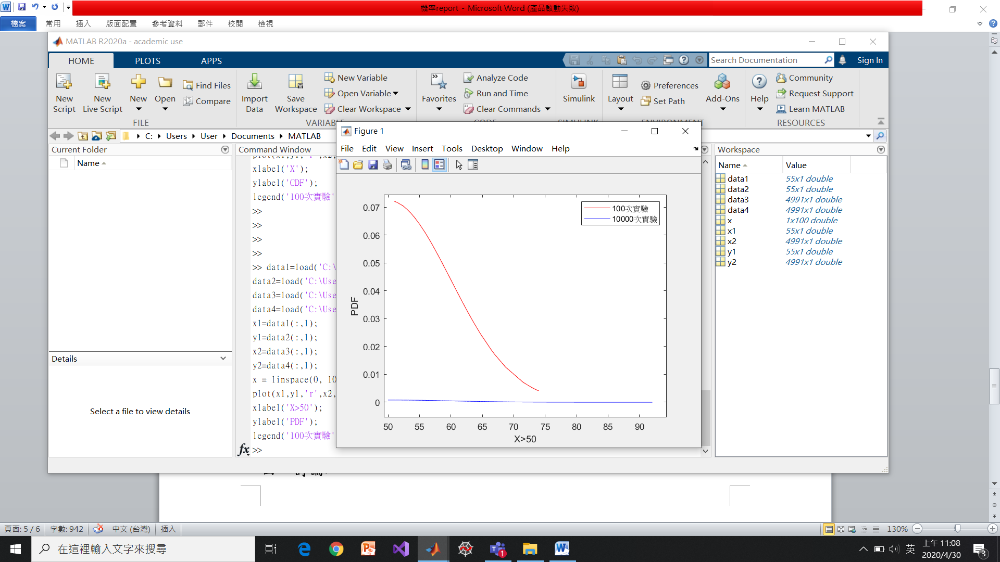 機率report - Microsoft Word (產品啟動失敗)
檔案 常用 插入 版面配置 參考資料 郵件 校閱 檢視
MATLAB R2020a - academic use
HOME PLOTS APPS
Search Documentation
Sign In
New Script
New Live Script
New
Open
Find Files
Compare
FILE
Import Data
Save Workspace
New Variable
Open Variable
Clear Workspace
VARIABLE
Favorites
Analyze Code
Run and Time
Clear Commands
CODE
Simulink
SIMULINK
Layout
Preferences
Set Path
Add-Ons
ENVIRONMENT
Help
Community
Request Support
Learn MATLAB
RESOURCES
C: Users User Documents MATLAB
Current Folder
Name
Details
Select a file to view details
Command Window
plot(x1,y1,'r',x2,
xlabel('X');
ylabel('CDF');
legend('100次實驗'
>>
>>
>>
>>
>> data1=load('C:\
data2=load('C:\Use
data3=load('C:\Use
data4=load('C:\Use
x1=data1(:,1);
y1=data2(:,1);
x2=data3(:,1);
y2=data4(:,1);
x = linspace(0, 10
plot(x1,y1,'r',x2,
xlabel('X>50');
ylabel('PDF');
legend('100次實驗'
fx >>
Figure 1
File Edit View Insert Tools Desktop Window Help
100次實驗
10000次實驗
0.07
0.06
0.05
0.04
0.03
0.02
0.01
0
PDF
50 55 60 65 70 75 80 85 90
X>50
Workspace
Name Value
data1 55x1 double
data2 55x1 double
data3 4991x1 double
data4 4991x1 double
x 1x100 double
x1 55x1 double
x2 4991x1 double
y1 55x1 double
y2 4991x1 double
頁面: 5 / 6 字數: 942 中文 (台灣) 插入
130%
在這裡輸入文字來搜尋
1
英
上午 11:08
2020/4/30
3